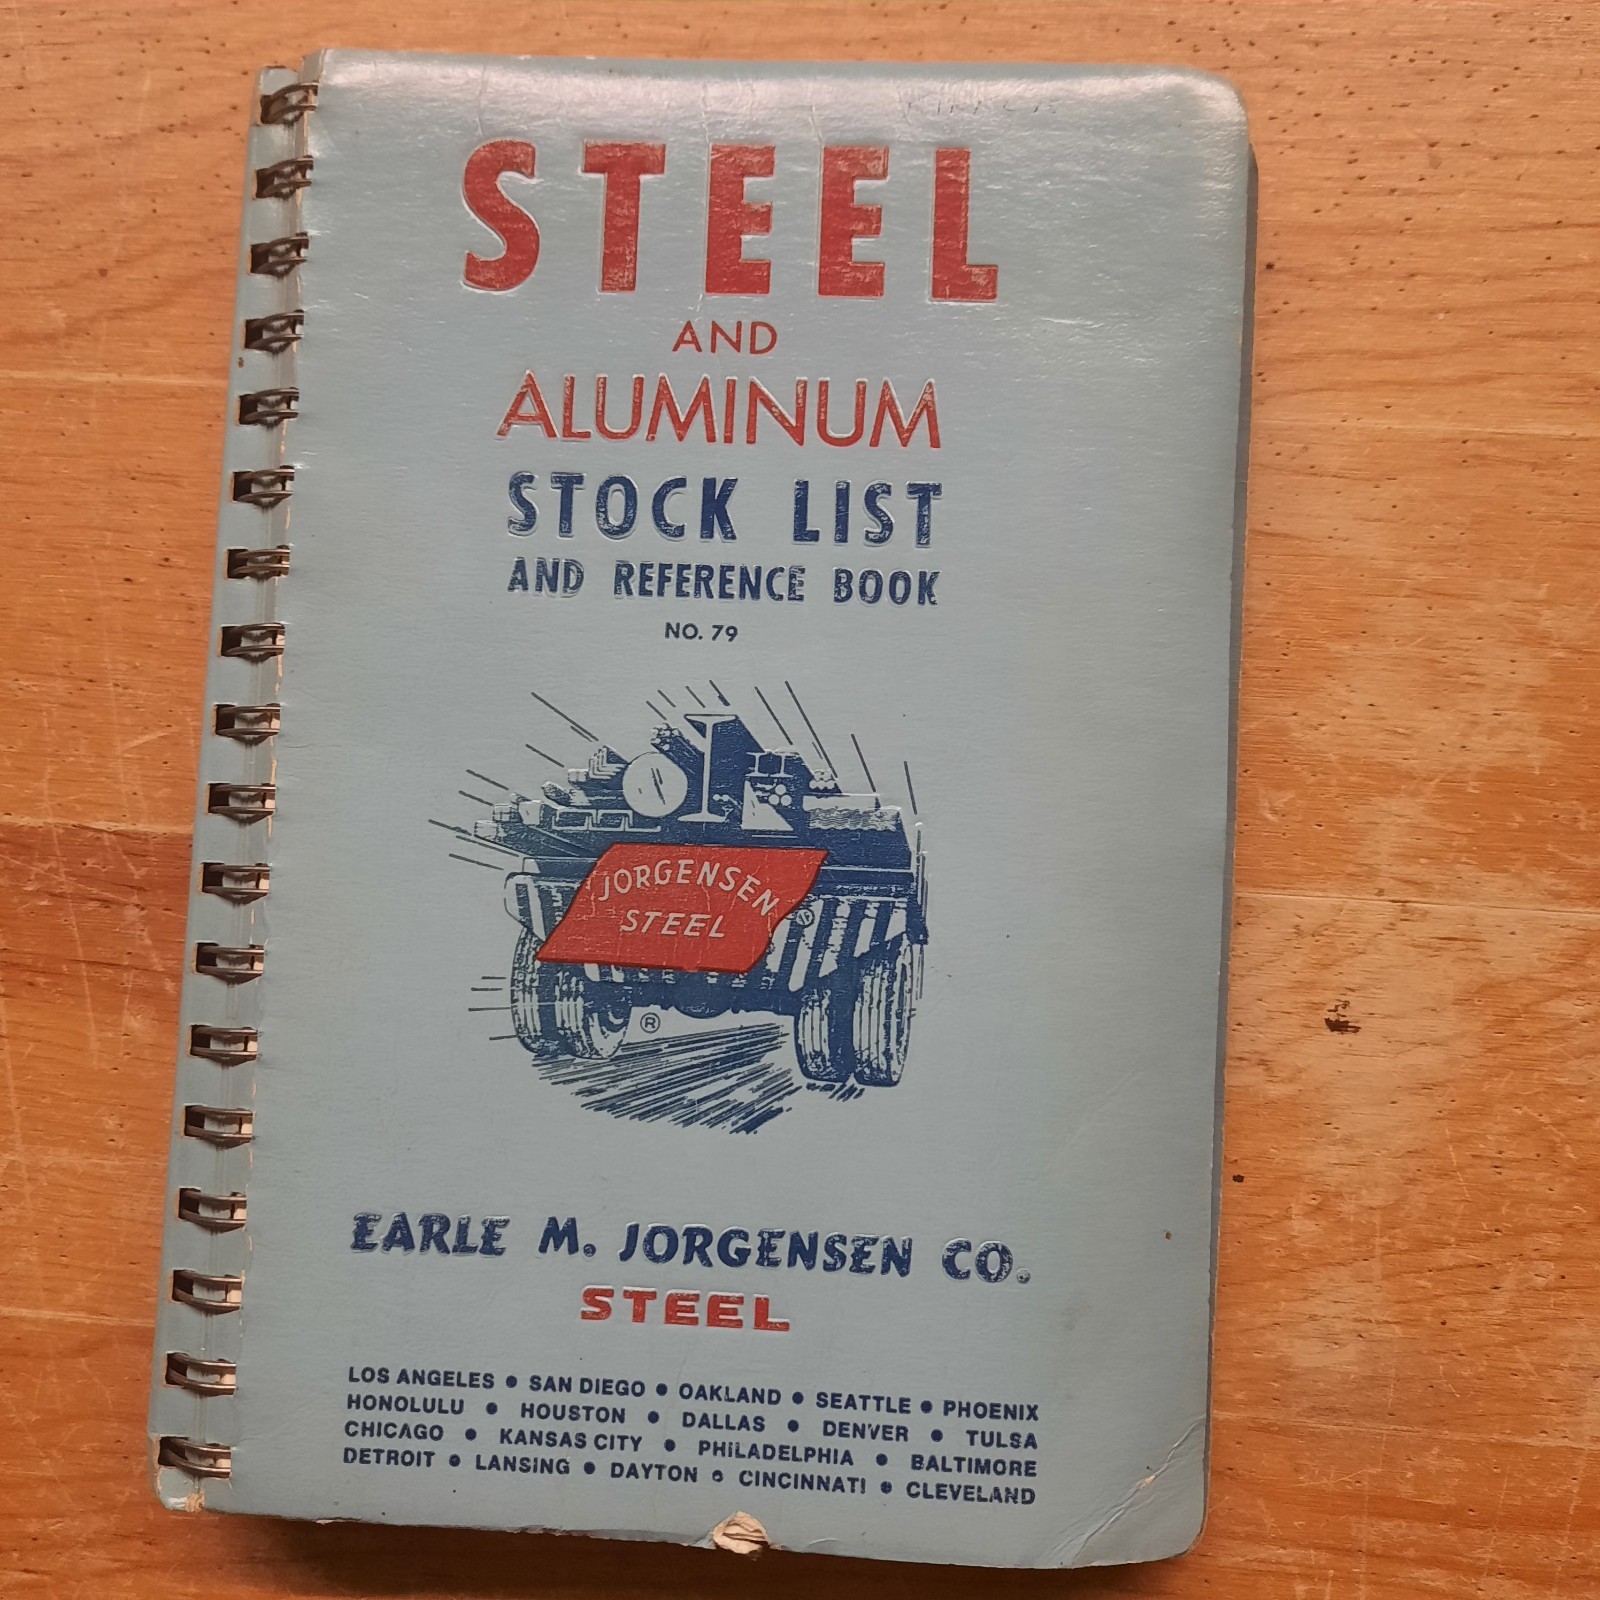 STEEL
AND
ALUMINUM
STOCK LIST
AND REFERENCE BOOK
NO. 79
JORGENSEN
STEEL
®
EARLE M. JORGENSEN CO.
STEEL
LOS ANGELES • SAN DIEGO • OAKLAND • SEATTLE • PHOENIX
HONOLULU • HOUSTON • DALLAS • DENVER • TULSA
CHICAGO • KANSAS CITY • PHILADELPHIA • BALTIMORE
DETROIT • LANSING • DAYTON • CINCINNATI • CLEVELAND